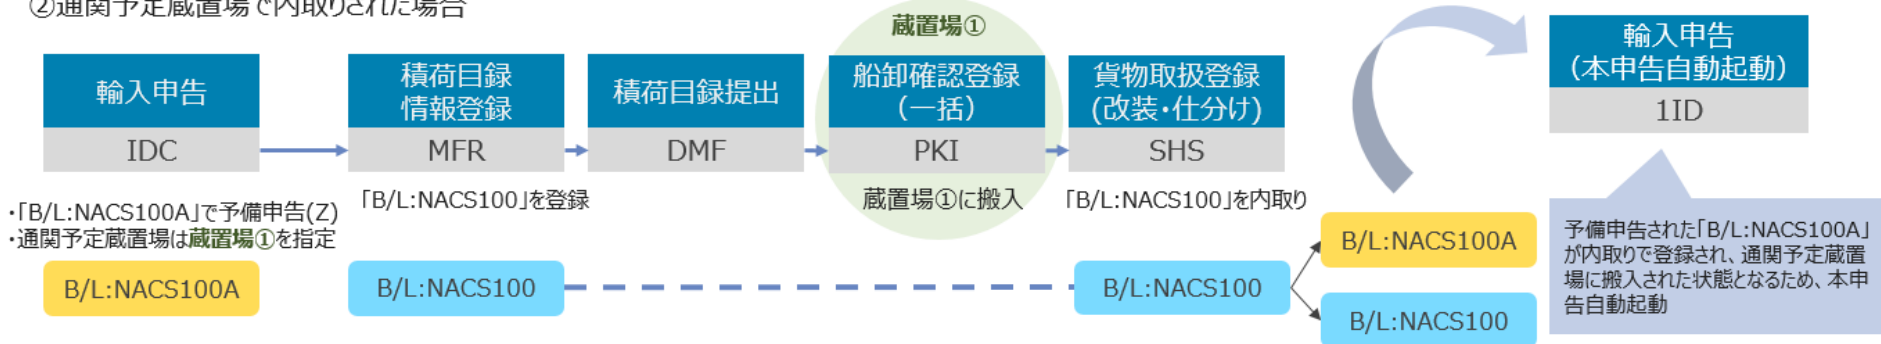 ②通関予定蔵置場で内取りされた場合
蔵置場①
輸入申告
IDC
積荷目録
情報登録
MFR
積荷目録提出
DMF
船卸確認登録
(一括)
PKI
貨物取扱登録
(改装・仕分け)
SHS
輸入申告
(本申告自動起動)
1ID
・「B/L:NACS100A」で予備申告(Z)
・通関予定蔵置場は蔵置場①を指定
「B/L:NACS100」を登録
蔵置場①に搬入
「B/L:NACS100」を内取り
B/L:NACS100A
B/L:NACS100
B/L:NACS100
B/L:NACS100A
B/L:NACS100
予備申告された「B/L:NACS100A」
が内取りで登録され、通関予定蔵置
場に搬入された状態となるため、本申
告自動起動